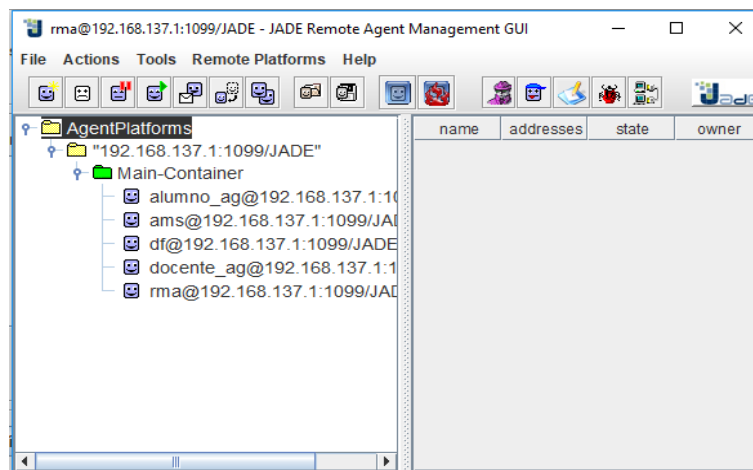 rma@192.168.137.1:1099/JADE - JADE Remote Agent Management GUI
File Actions Tools Remote Platforms Help
Jade
AgentPlatforms
"192.168.137.1:1099/JADE"
Main-Container
alumno_ag@192.168.137.1:10
ams@192.168.137.1:1099/JA
df@192.168.137.1:1099/JADE
docente_ag@192.168.137.1:1
rma@192.168.137.1:1099/JAD
name addresses state owner